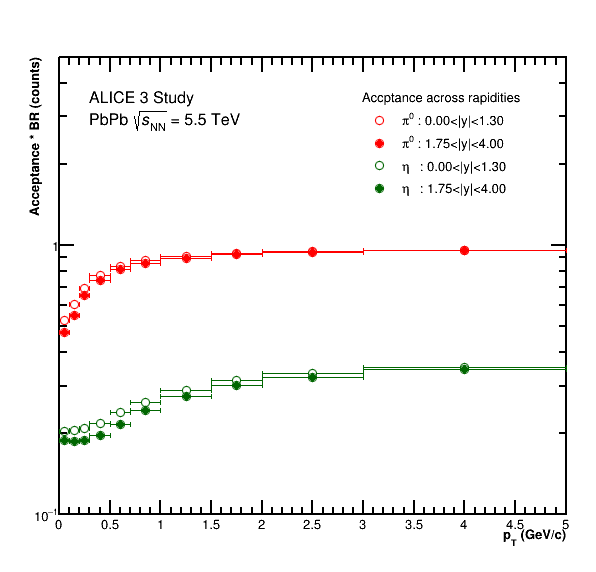 Acceptance * BR (counts)
ALICE 3 Study
PbPb √sNN = 5.5 TeV
Accptance across rapidities
π⁰ : 0.00<|y|<1.30
π⁰ : 1.75<|y|<4.00
η : 0.00<|y|<1.30
η : 1.75<|y|<4.00
1
10⁻¹
0 0.5 1 1.5 2 2.5 3 3.5 4 4.5 5
pT (GeV/c)